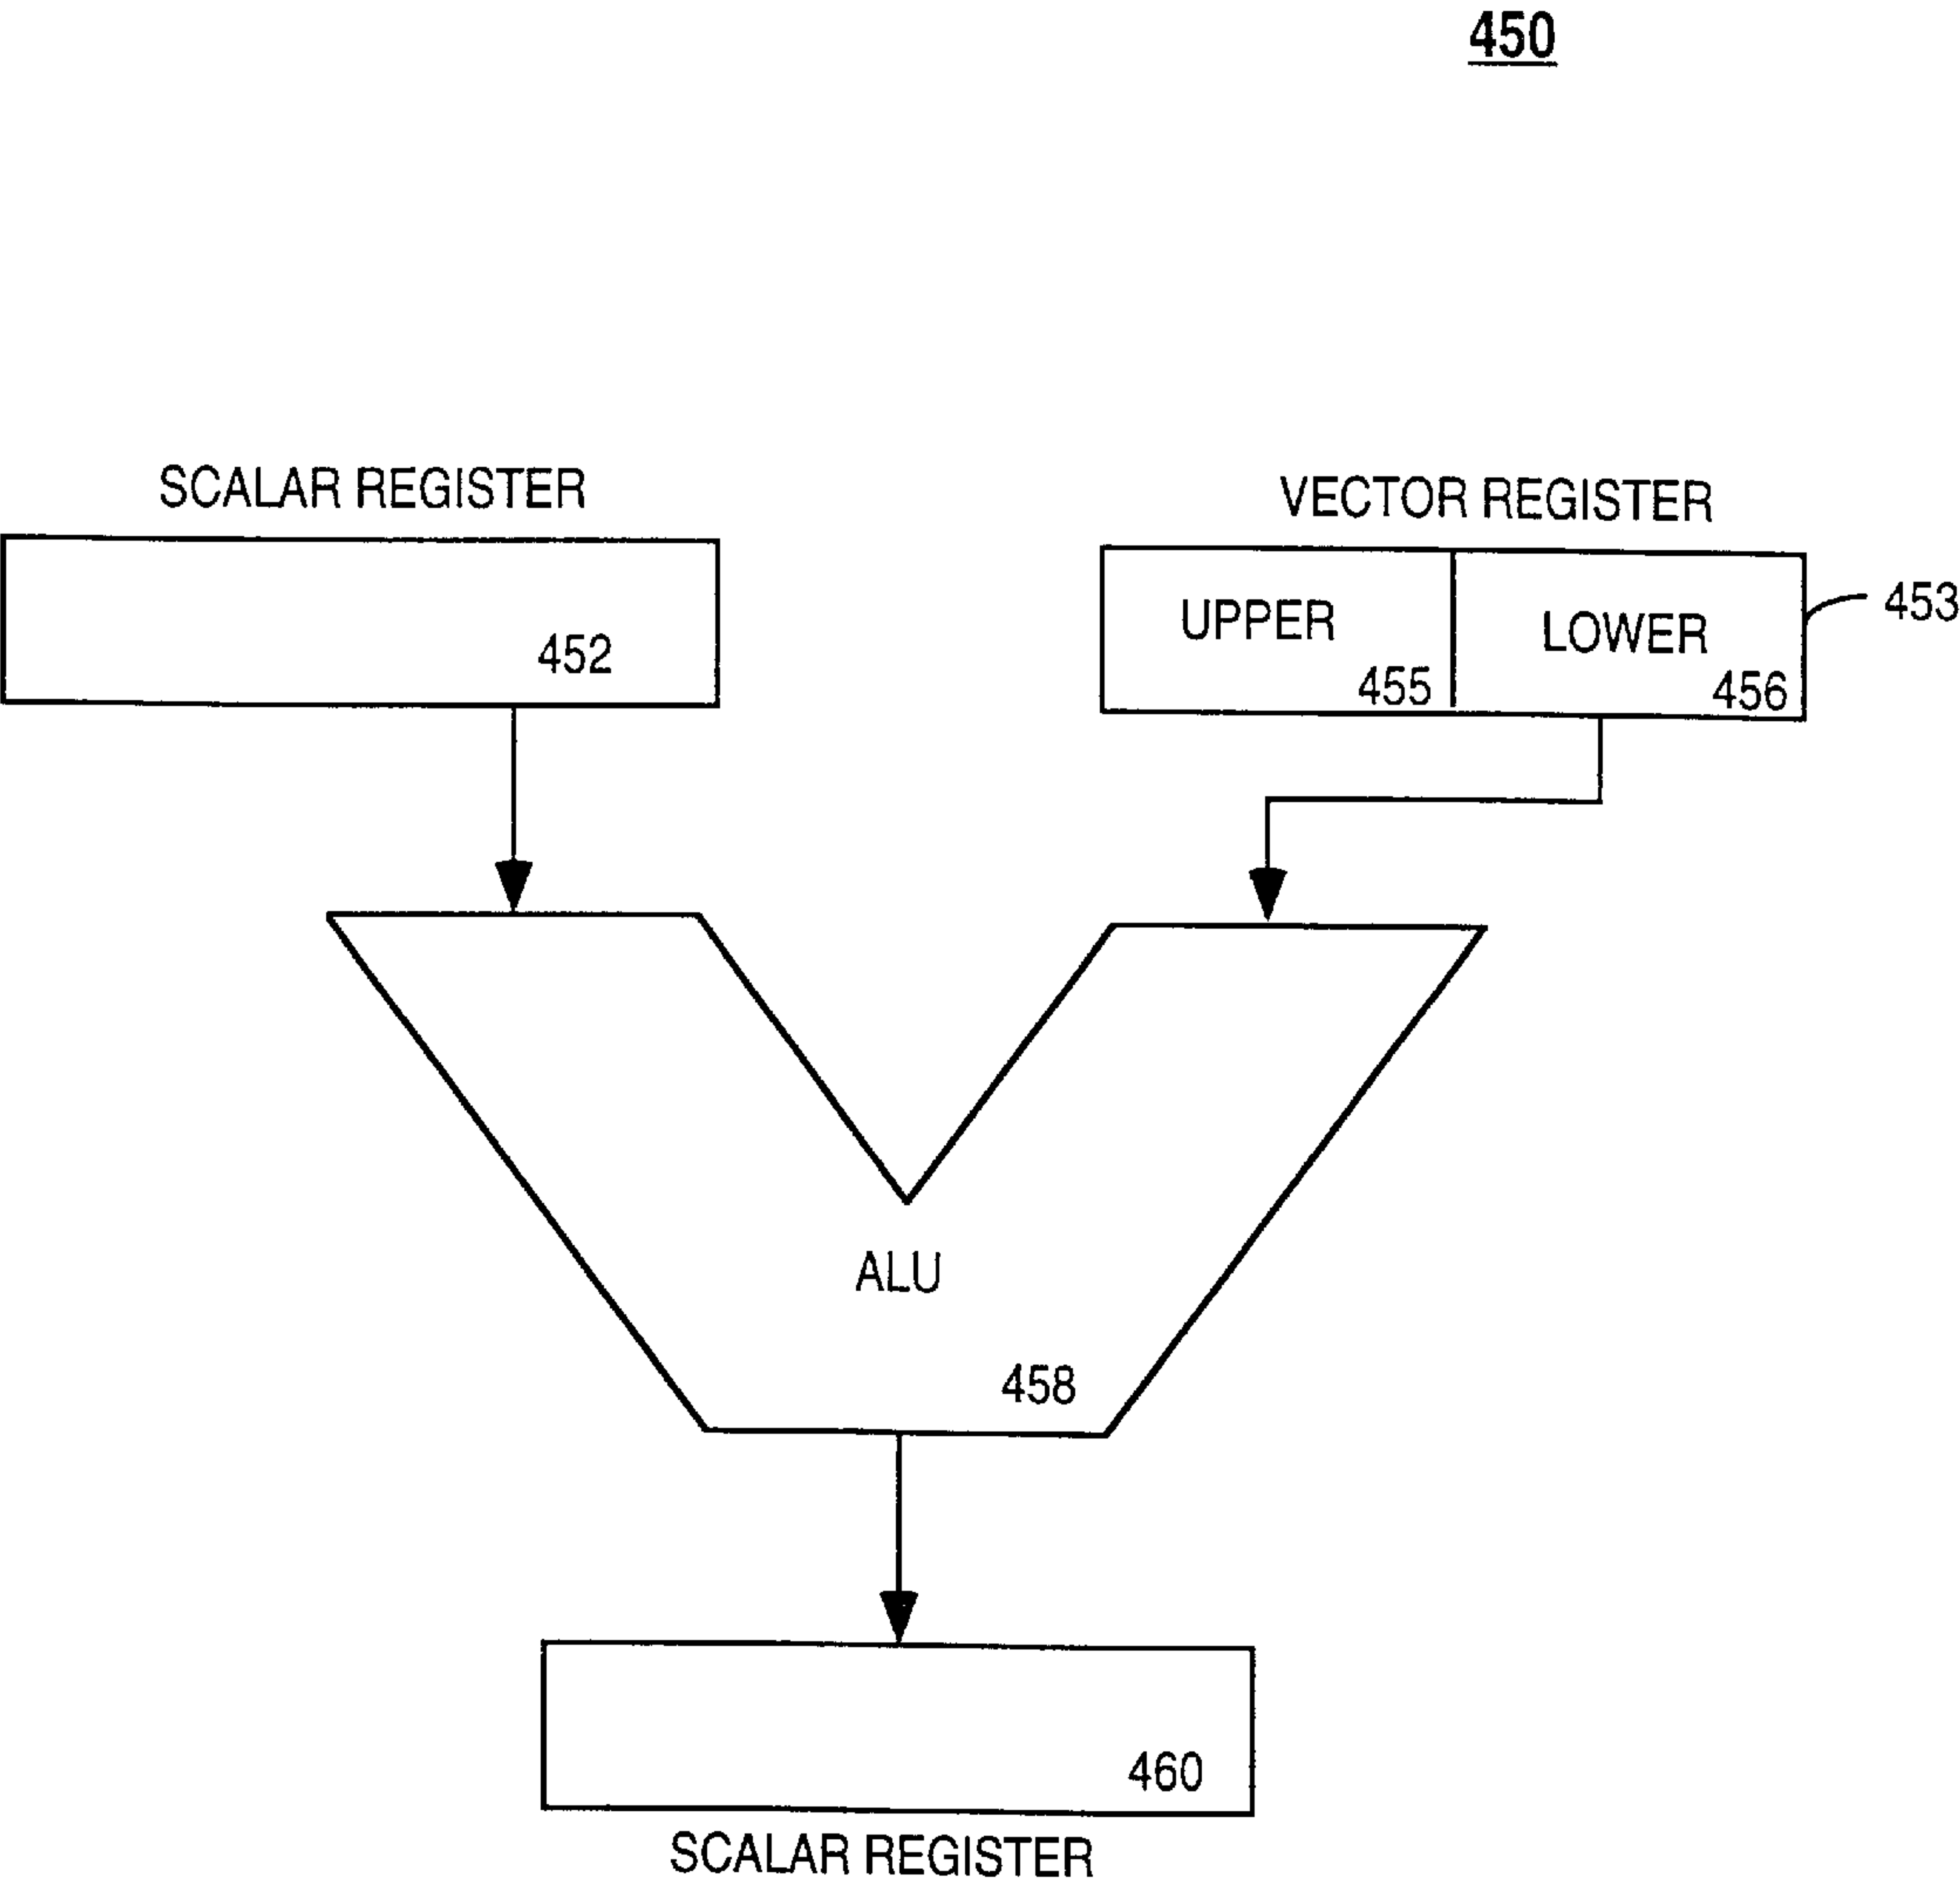 450
SCALAR REGISTER
VECTOR REGISTER
452
UPPER
455
LOWER
456
453
ALU
458
460
SCALAR REGISTER